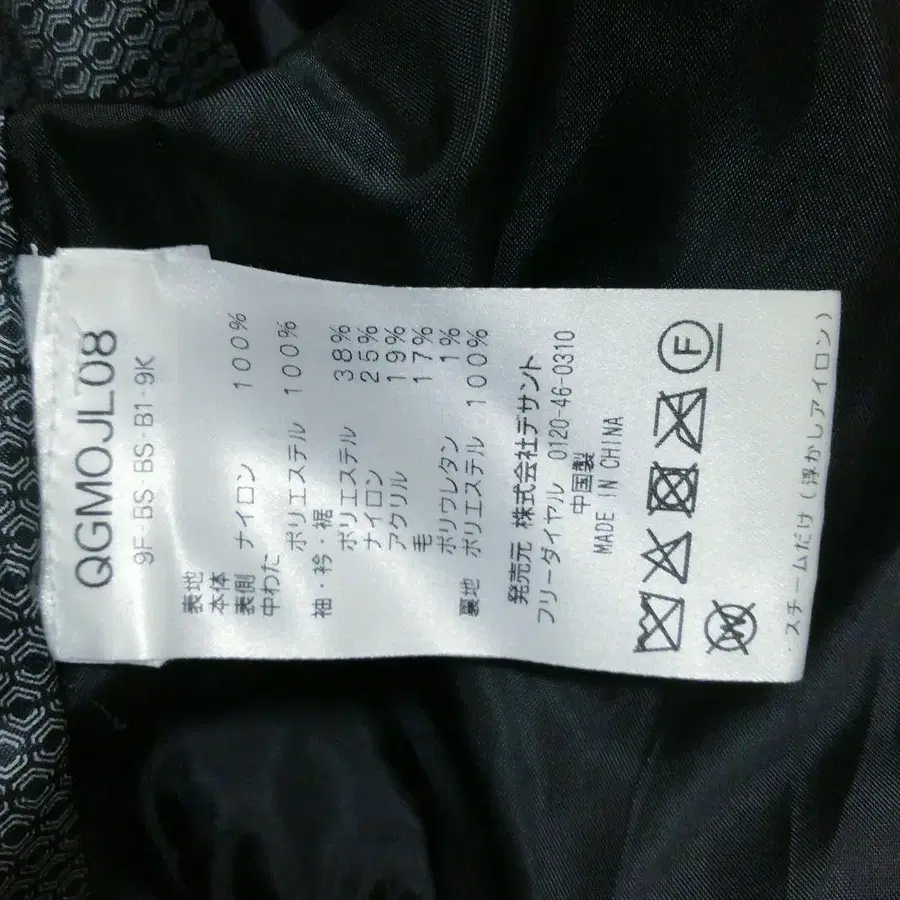 QGMOJL08
9F-BS-BS-B1-9K
表地
本体
表側 ナイロン 100%
中わた ポリエステル 100%
袖・衿・裾
ポリエステル 38%
ナイロン 25%
アクリル 19%
毛 17%
ポリウレタン 1%
裏地 ポリエステル 100%
発売元 株式会社デサント
フリーダイヤル 0120-46-0310
中国製
MADE IN CHINA
F
W
・スチームだけ(浮かしアイロン)